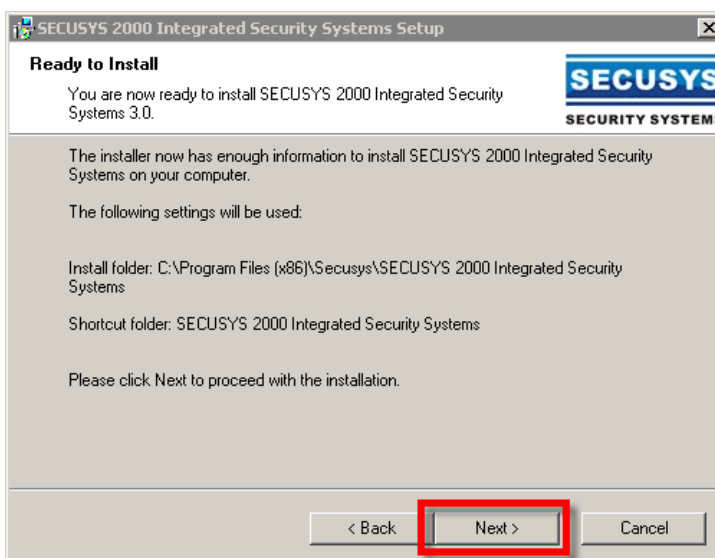 SECUSYS 2000 Integrated Security Systems Setup
Ready to Install
You are now ready to install SECUSYS 2000 Integrated Security
Systems 3.0.
SECUSYS
SECURITY SYSTEM
The installer now has enough information to install SECUSYS 2000 Integrated Security
Systems on your computer.
The following settings will be used:
Install folder: C:\Program Files (x86)\Secusys\SECUSYS 2000 Integrated Security
Systems
Shortcut folder: SECUSYS 2000 Integrated Security Systems
Please click Next to proceed with the installation.
< Back
Next >
Cancel